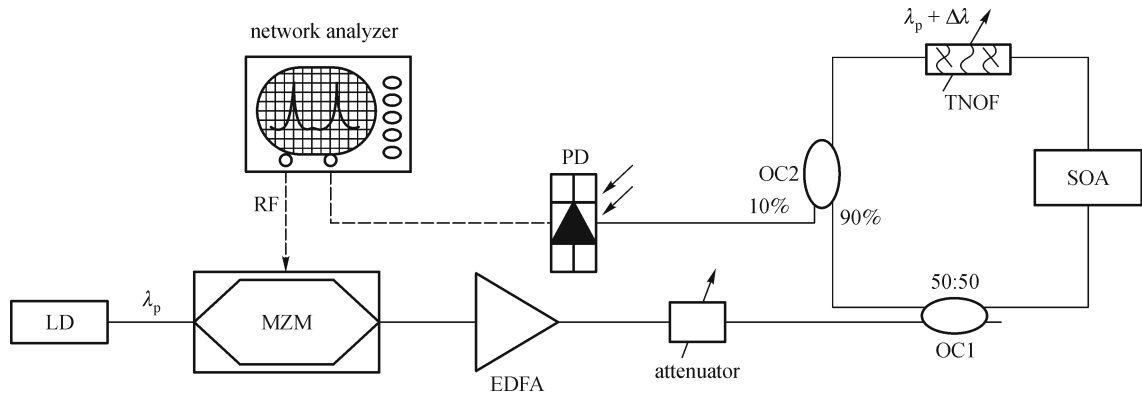 network analyzer
λp + Δλ
TNOF
PD
OC2
SOA
10%
90%
RF
50:50
λp
LD
MZM
OC1
attenuator
EDFA